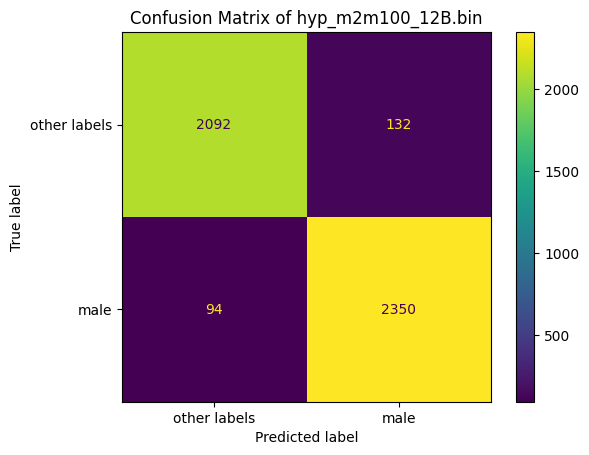 Confusion Matrix of hyp_m2m100_12B.bin
other labels
2092
132
2000
1500
True label
1000
male
94
2350
500
other labels
male
Predicted label